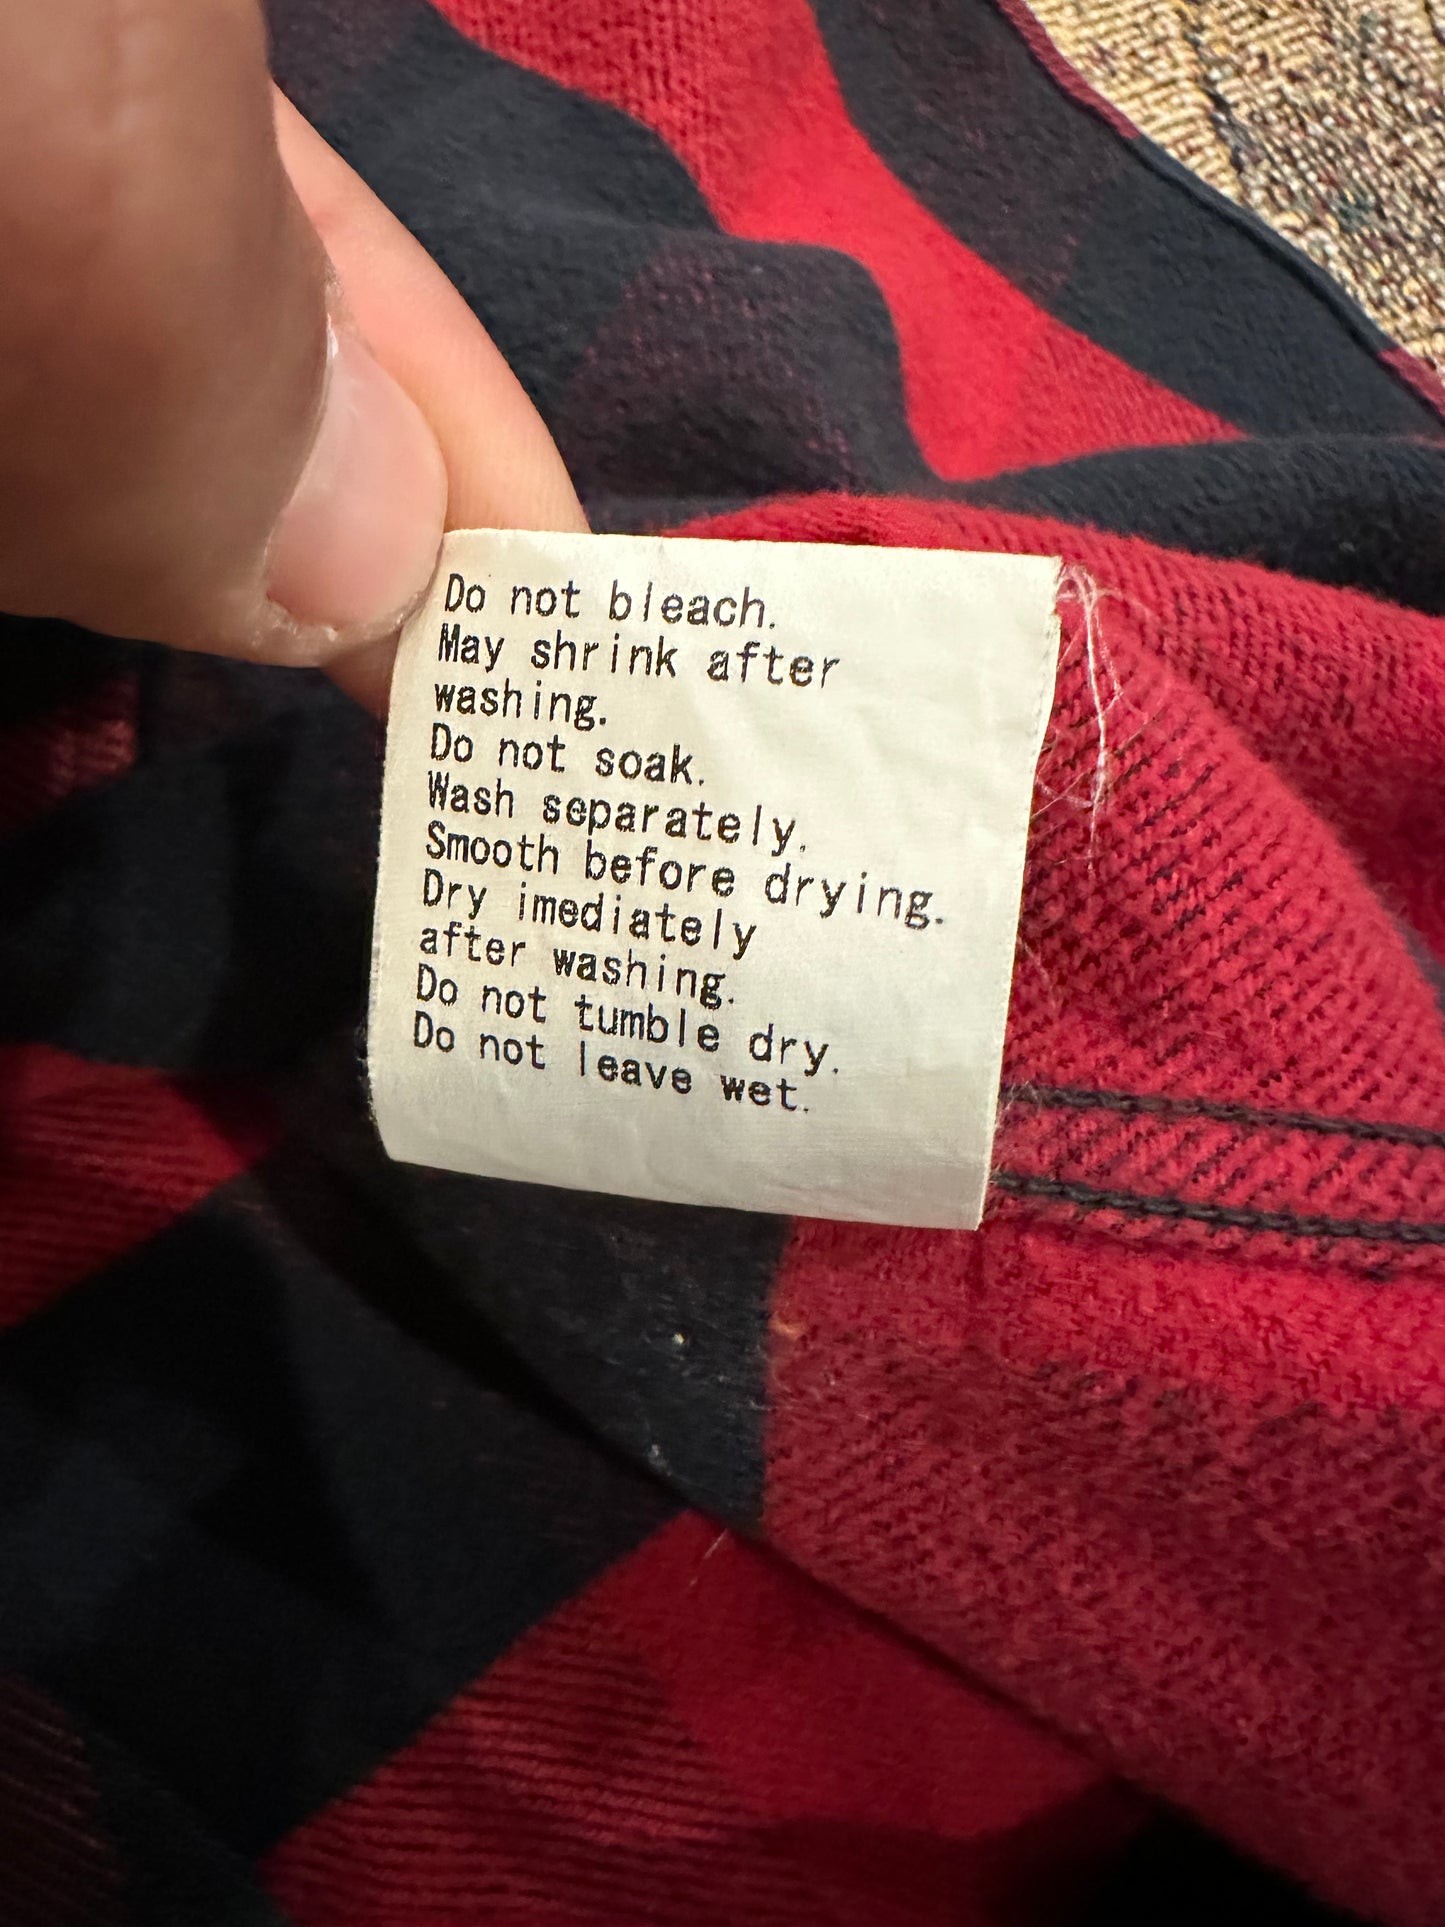 Do not bleach.
May shrink after
washing.
Do not soak.
Wash separately.
Smooth before drying.
Dry imediately
after washing.
Do not tumble dry.
Do not leave wet.